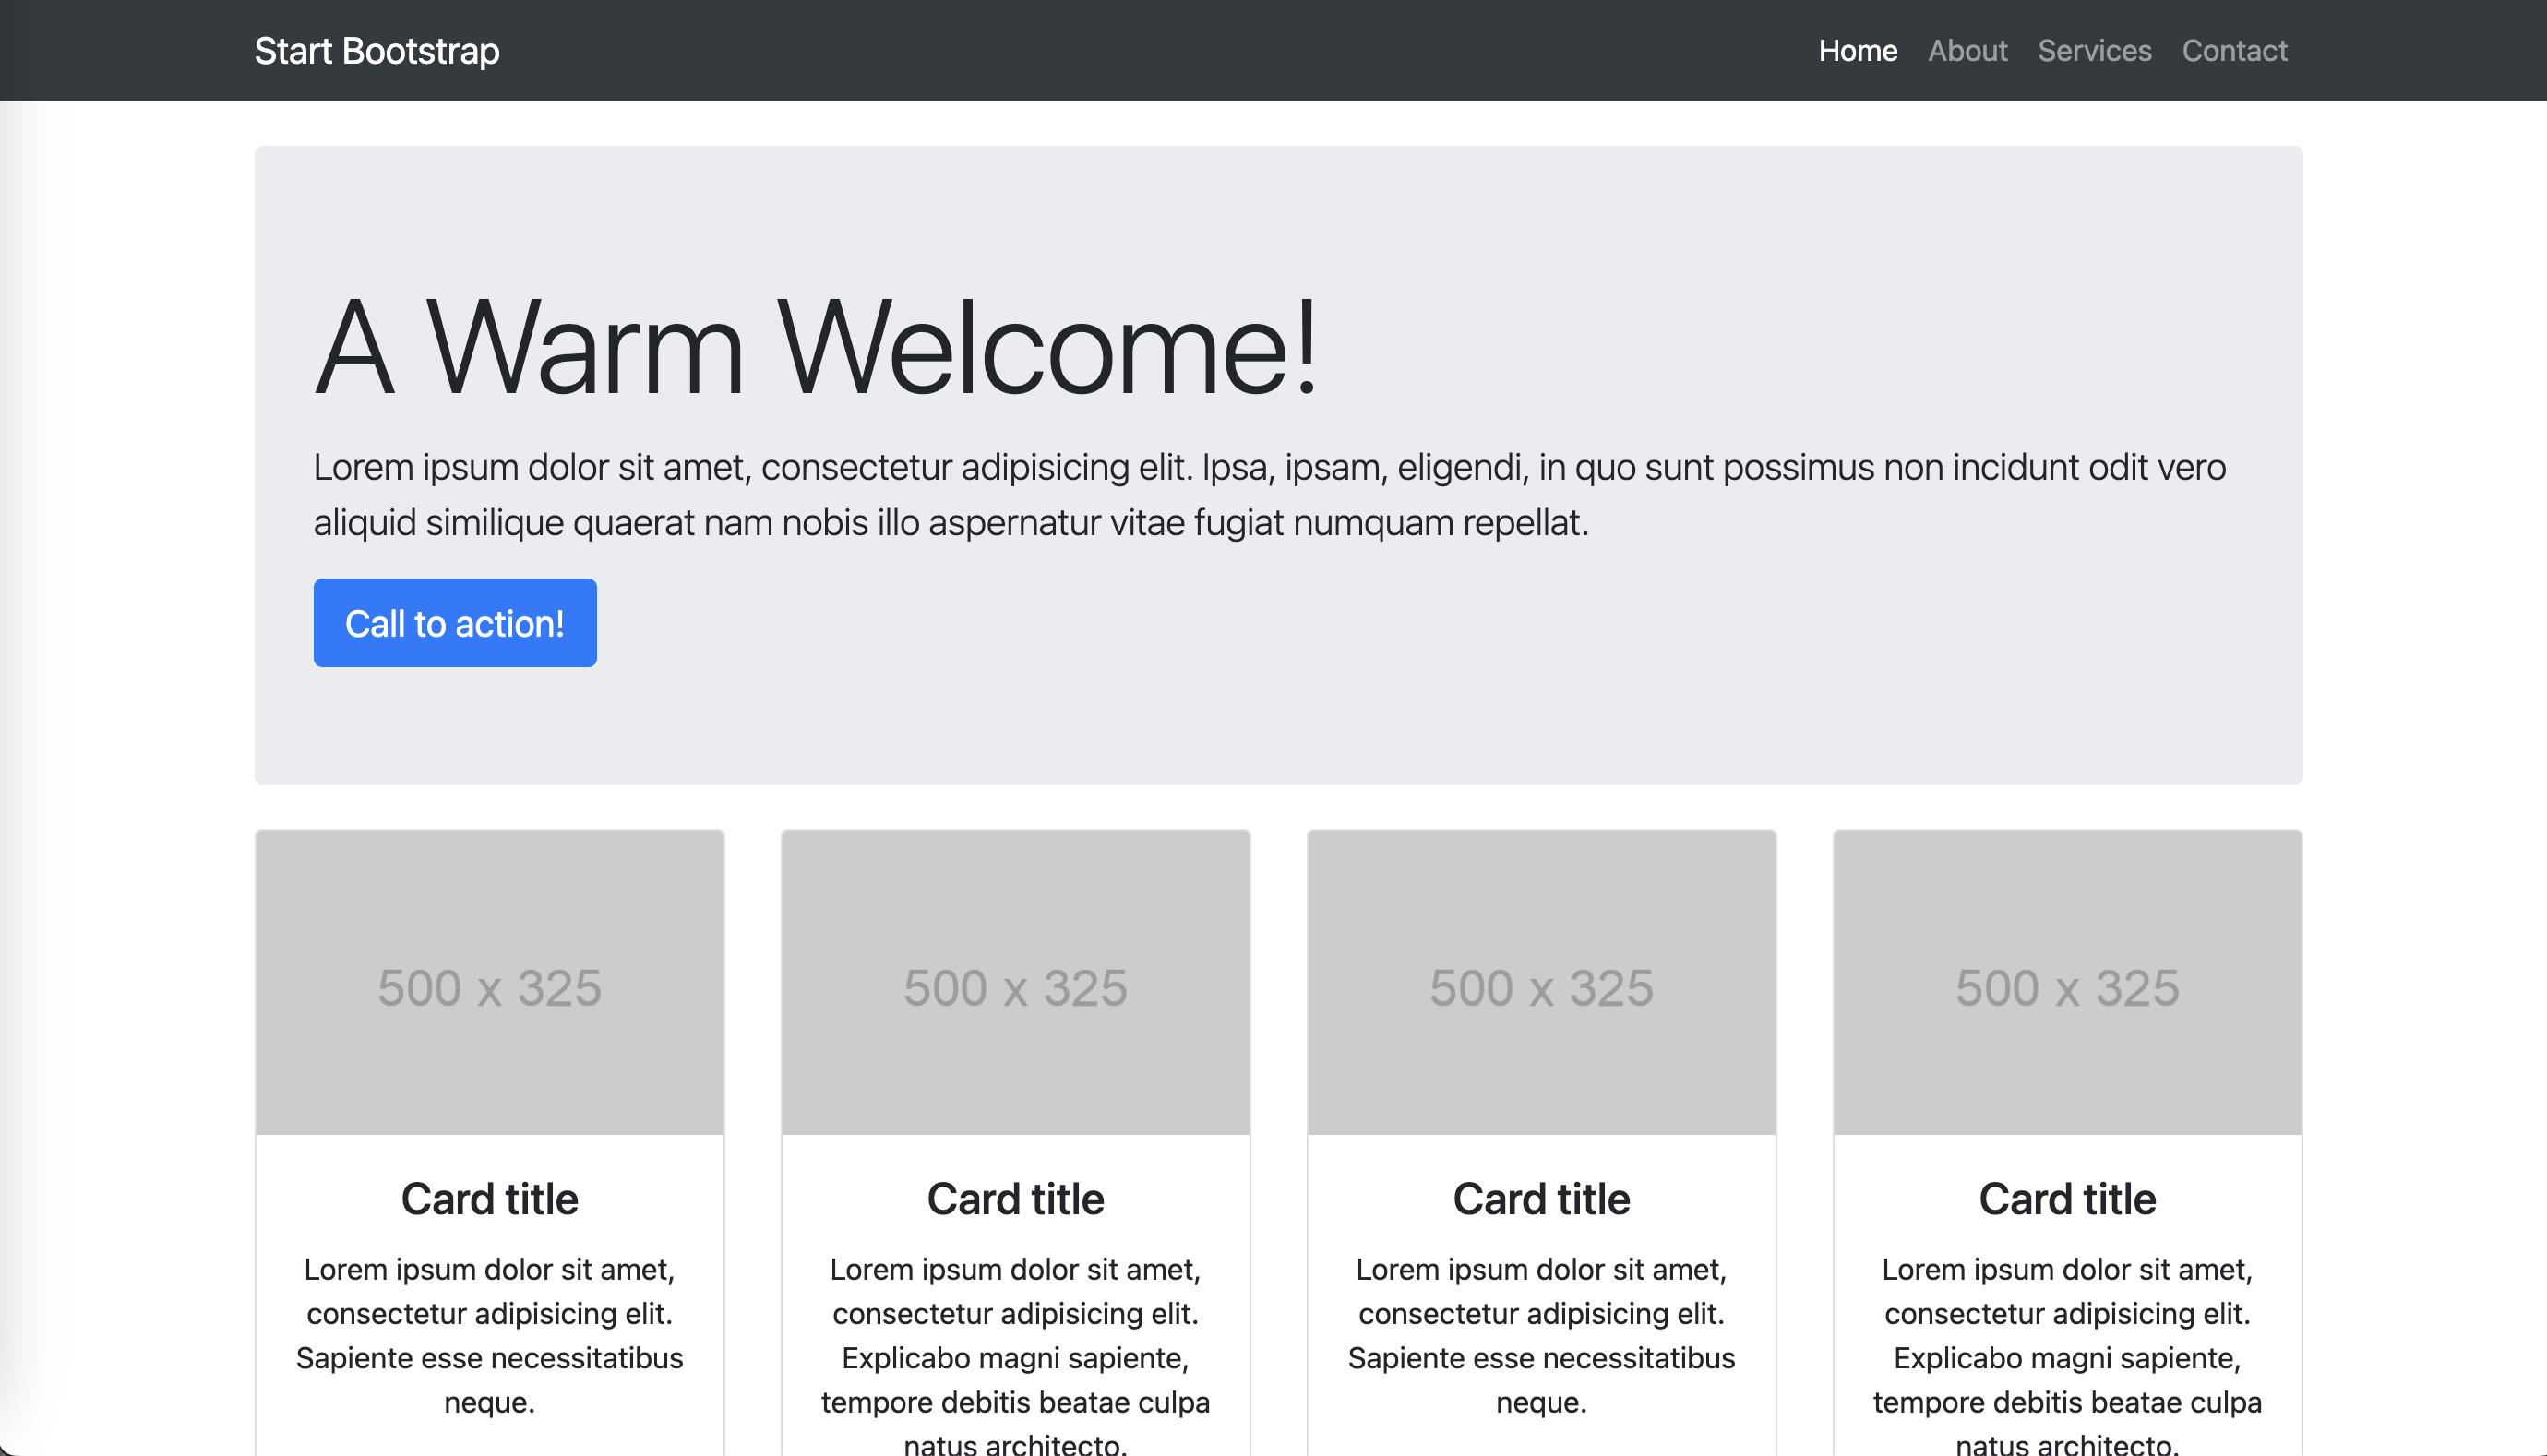 Start Bootstrap
Home About Services Contact
A Warm Welcome!
Lorem ipsum dolor sit amet, consectetur adipisicing elit. Ipsa, ipsam, eligendi, in quo sunt possimus non incidunt odit vero
aliquid similique quaerat nam nobis illo aspernatur vitae fugiat numquam repellat.
Call to action!
500 x 325
Card title
Lorem ipsum dolor sit amet,
consectetur adipisicing elit.
Sapiente esse necessitatibus
neque.
500 x 325
Card title
Lorem ipsum dolor sit amet,
consectetur adipisicing elit.
Explicabo magni sapiente,
tempore debitis beatae culpa
natus architecto.
500 x 325
Card title
Lorem ipsum dolor sit amet,
consectetur adipisicing elit.
Sapiente esse necessitatibus
neque.
500 x 325
Card title
Lorem ipsum dolor sit amet,
consectetur adipisicing elit.
Explicabo magni sapiente,
tempore debitis beatae culpa
natus architecto.